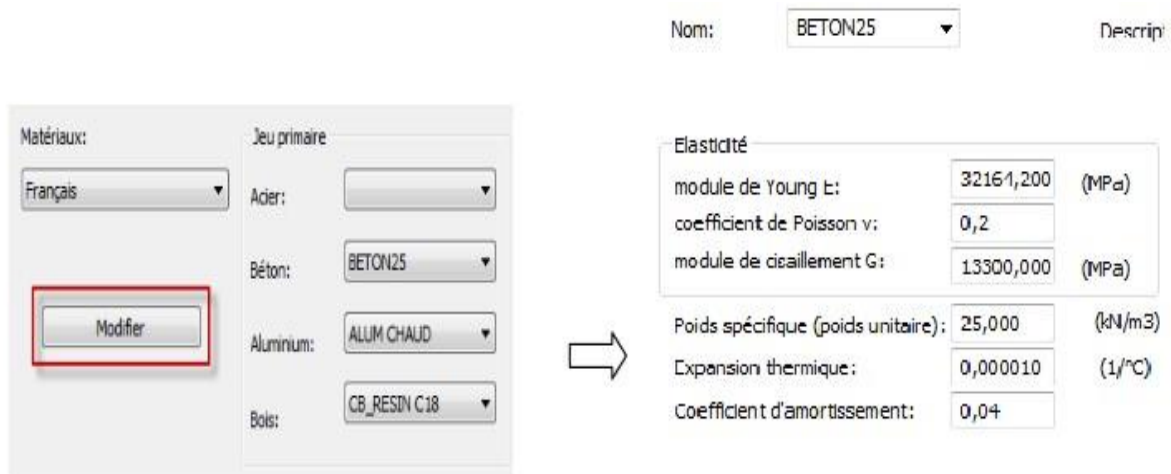 Nom: BETON25 Descript
Matériaux:
Français
Modifier
Jeu primaire
Acier:
Béton: BETON25
Aluminium: ALUM CHAUD
Bois: CB_RESIN C18
Elasticité
module de Young E: 32164,200 (MPa)
coefficient de Poisson ν: 0,2
module de cisaillement G: 13300,000 (MPa)
Poids spécifique (poids unitaire): 25,000 (kN/m3)
Expansion thermique: 0,000010 (1/°C)
Coefficient d'amortissement: 0,04